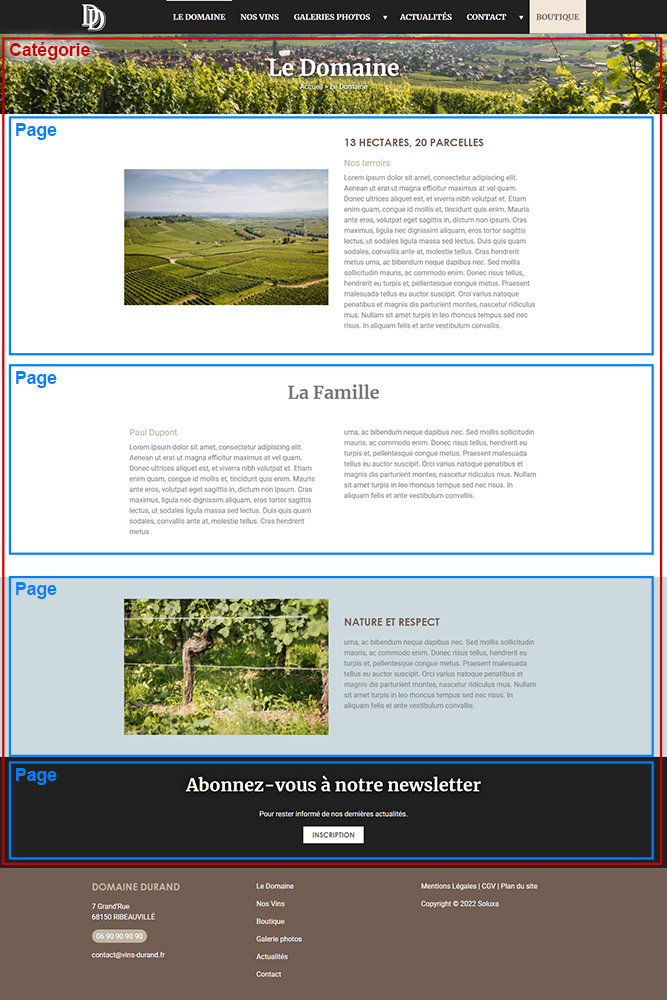 DD
LE DOMAINE NOS VINS GALERIES PHOTOS ▾ ACTUALITÉS CONTACT ▾ BOUTIQUE
Catégorie
Le Domaine
Accueil > Le Domaine
Page
13 HECTARES, 20 PARCELLES
Nos terroirs
Lorem ipsum dolor sit amet, consectetur adipiscing elit.
Aenean ut erat ut magna efficitur maximus at vel quam.
Donec ultrices aliquet est, et viverra nibh volutpat et. Etiam
enim quam, congue id mollis et, tincidunt quis enim. Mauris
ante eros, volutpat eget sagittis in, dictum non ipsum. Cras
maximus, ligula nec dignissim aliquam, eros tortor sagittis
lectus, ut sodales ligula massa sed lectus. Duis quis quam
sodales, convallis ante at, molestie tellus. Cras hendrerit
metus urna, ac bibendum neque dapibus nec. Sed mollis
sollicitudin mauris, ac commodo enim. Donec risus tellus,
hendrerit eu turpis et, pellentesque congue metus. Praesent
malesuada tellus eu auctor suscipit. Orci varius natoque
penatibus et magnis dis parturient montes, nascetur ridiculus
mus. Nullam sit amet turpis in leo rhoncus tempus sed nec
risus. In aliquam felis et ante vestibulum convallis.
Page
La Famille
Paul Dupont
Lorem ipsum dolor sit amet, consectetur adipiscing elit.
Aenean ut erat ut magna efficitur maximus at vel quam.
Donec ultrices aliquet est, et viverra nibh volutpat et. Etiam
enim quam, congue id mollis et, tincidunt quis enim. Mauris
ante eros, volutpat eget sagittis in, dictum non ipsum. Cras
maximus, ligula nec dignissim aliquam, eros tortor sagittis
lectus, ut sodales ligula massa sed lectus. Duis quis quam
sodales, convallis ante at, molestie tellus. Cras hendrerit
metus
urna, ac bibendum neque dapibus nec. Sed mollis sollicitudin
mauris, ac commodo enim. Donec risus tellus, hendrerit eu
turpis et, pellentesque congue metus. Praesent malesuada
tellus eu auctor suscipit. Orci varius natoque penatibus et
magnis dis parturient montes, nascetur ridiculus mus. Nullam
sit amet turpis in leo rhoncus tempus sed nec risus. In
aliquam felis et ante vestibulum convallis.
Page
NATURE ET RESPECT
urna, ac bibendum neque dapibus nec. Sed mollis sollicitudin
mauris, ac commodo enim. Donec risus tellus, hendrerit eu
turpis et, pellentesque congue metus. Praesent malesuada
tellus eu auctor suscipit. Orci varius natoque penatibus et
magnis dis parturient montes, nascetur ridiculus mus. Nullam
sit amet turpis in leo rhoncus tempus sed nec risus. In
aliquam felis et ante vestibulum convallis.
Page
Abonnez-vous à notre newsletter
Pour rester informé de nos dernières actualités.
INSCRIPTION
DOMAINE DURAND
7 Grand'Rue
68150 RIBEAUVILLÉ
06 90 90 90 90
contact@vins-durand.fr
Le Domaine
Nos Vins
Boutique
Galerie photos
Actualités
Contact
Mentions Légales | CGV | Plan du site
Copyright © 2022 Soluxa